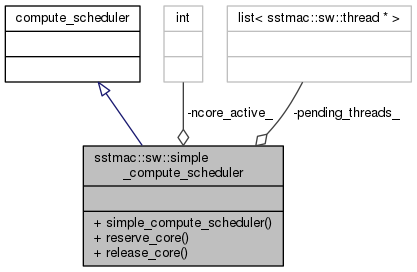 compute_scheduler
int
list< sstmac::sw::thread * >
-ncore_active_
-pending_threads_
sstmac::sw::simple
_compute_scheduler
+ simple_compute_scheduler()
+ reserve_core()
+ release_core()